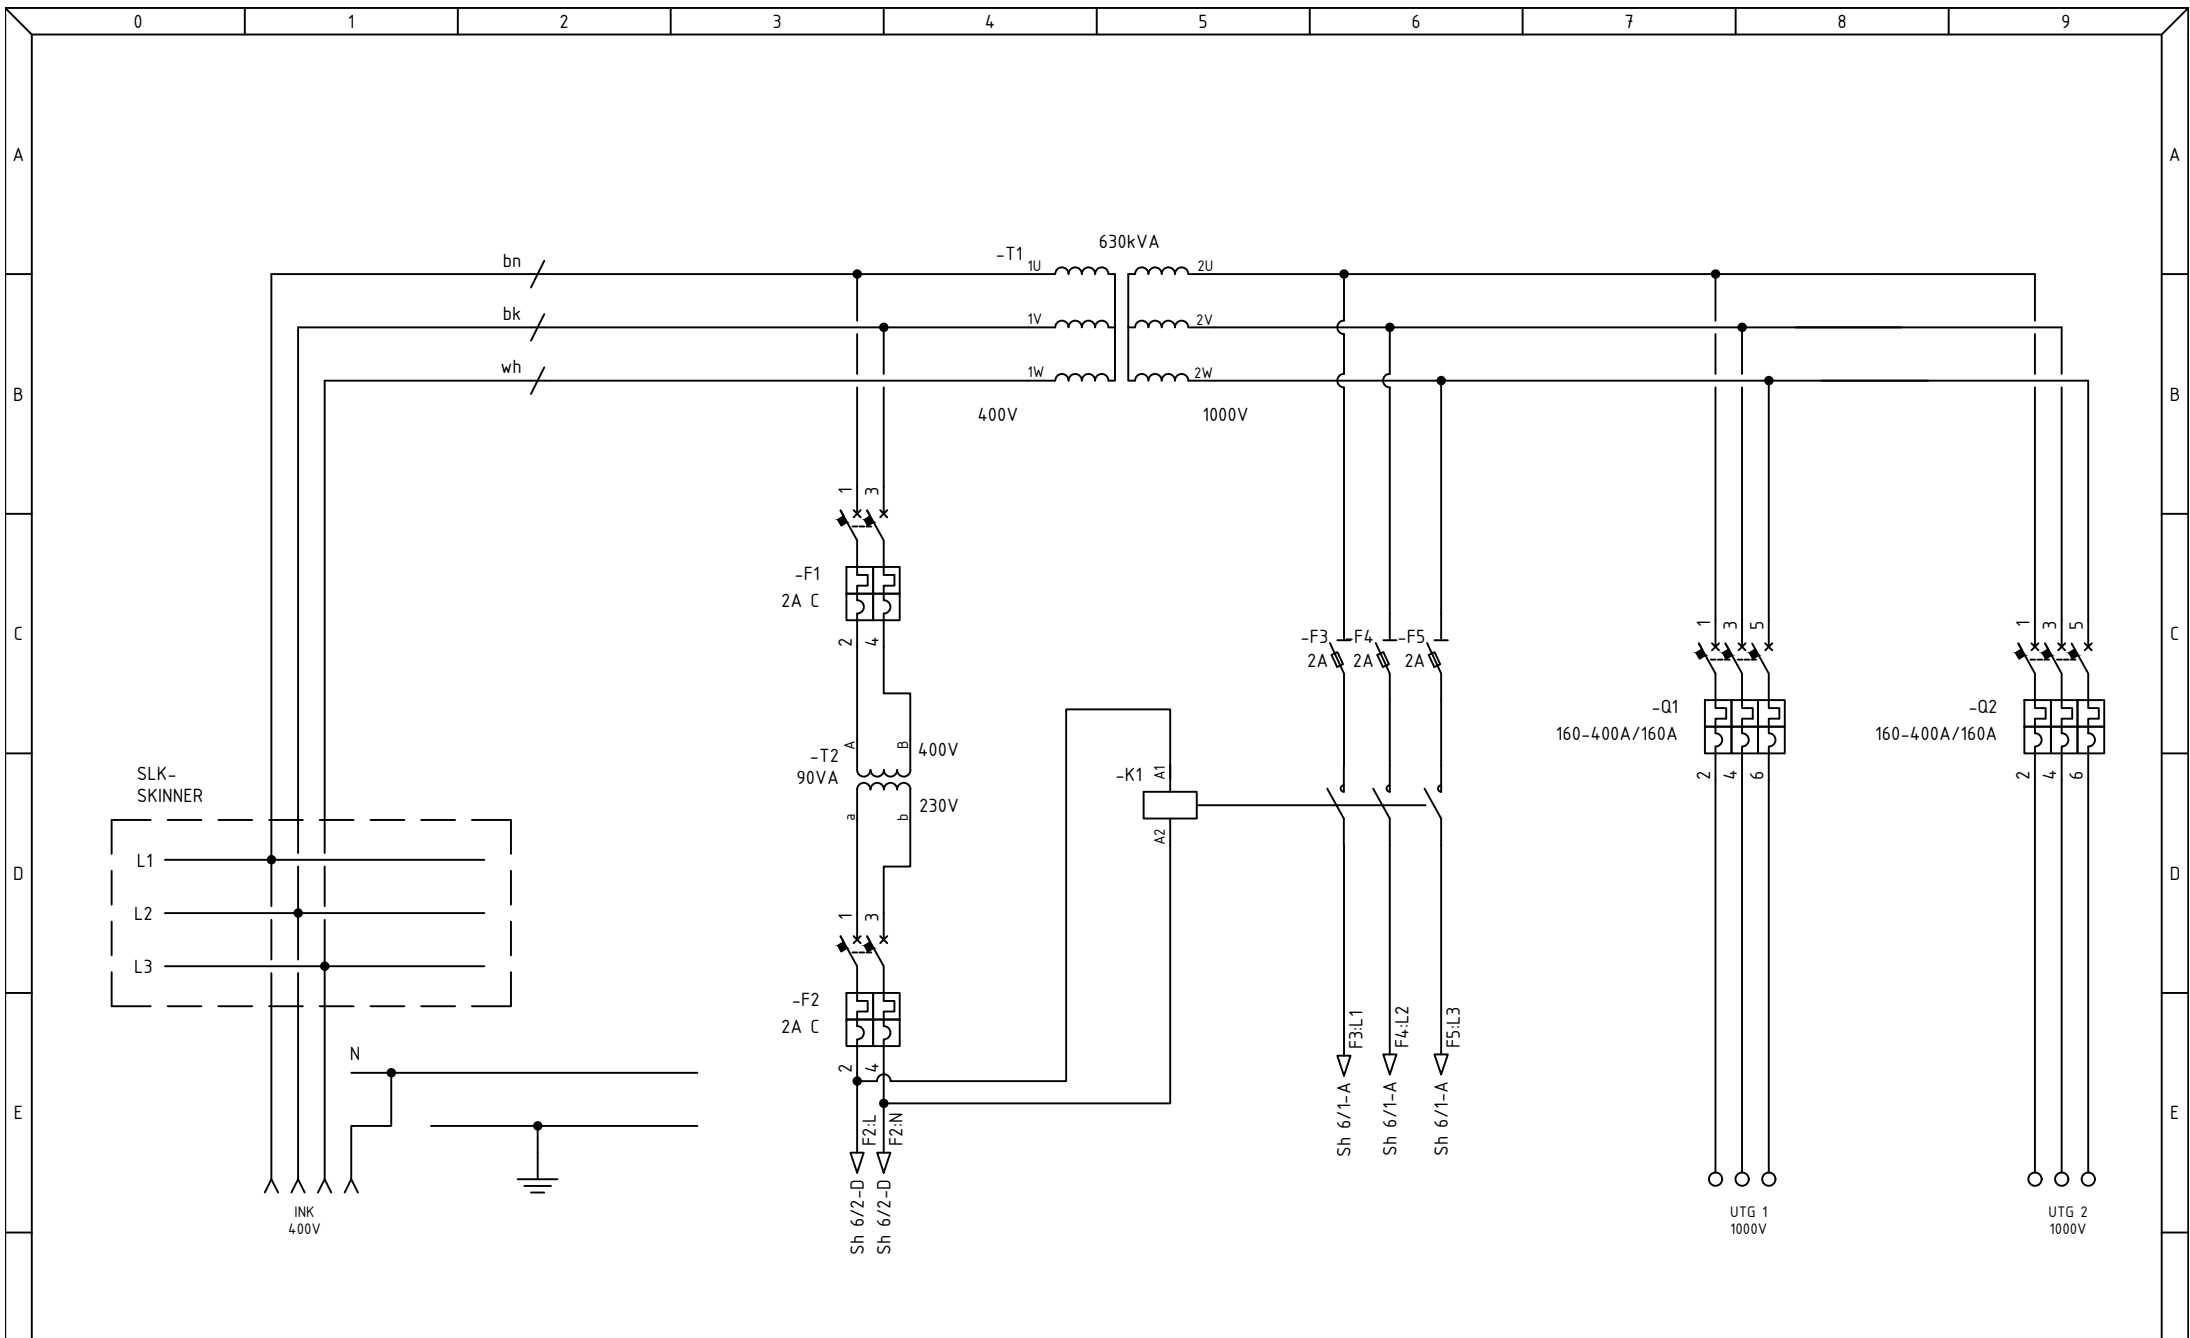 0 1 2 3 4 5 6 7 8 9
A A
630kVA
-T1
bn 1U 2U
bk 1V 2V
wh 1W 2W
B B
400V 1000V
1 3
-F1
2A C
2 4
C C
-F3 -F4 -F5
2A 2A 2A
1 3 5
1 3 5
-Q1
160-400A/160A
2 4 6
-Q2
160-400A/160A
2 4 6
A B 400V
-T2
90VA
a b 230V
-K1
A1
A2
SLK-
SKINNER
L1
L2
L3
D D
1 3
-F2
2A C
2 4
N
F3:L1
F4:L2
F5:L3
E E
F2:L
F2:N
Sh 6/1-A
Sh 6/1-A
Sh 6/1-A
Sh 6/2-D
Sh 6/2-D
INK
400V
UTG 1
1000V
UTG 2
1000V